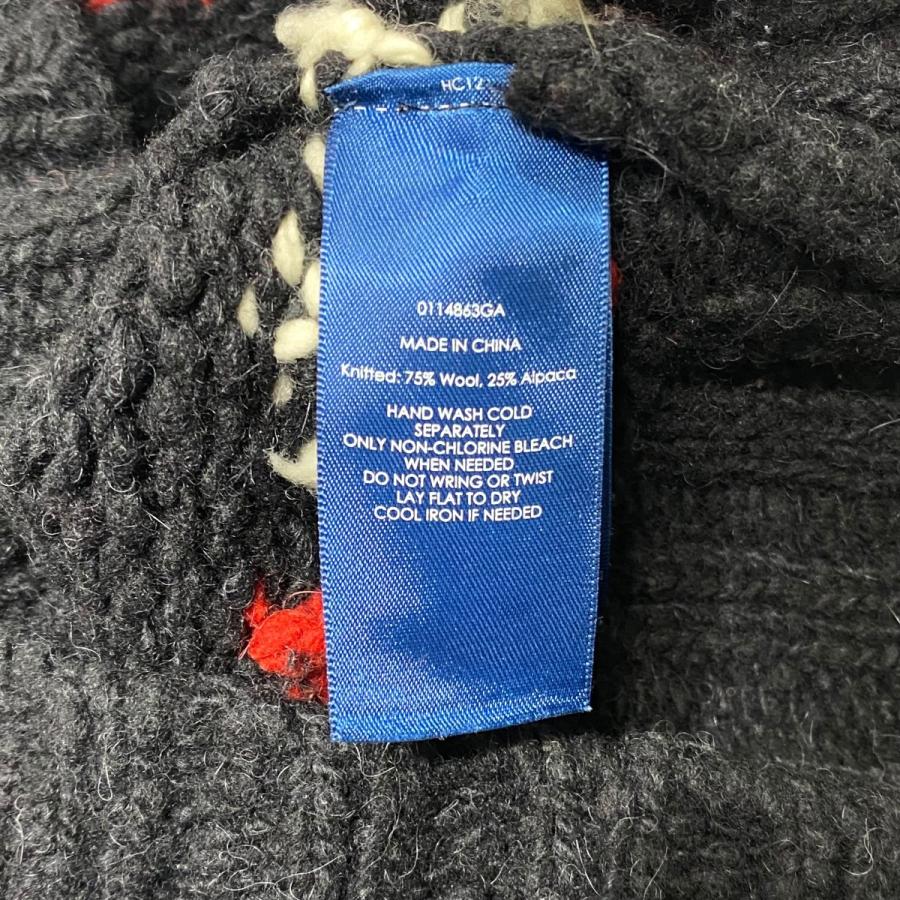 HC12
0114863GA
MADE IN CHINA
Knitted: 75% Wool, 25% Alpaca
HAND WASH COLD
SEPARATELY
ONLY NON-CHLORINE BLEACH
WHEN NEEDED
DO NOT WRING OR TWIST
LAY FLAT TO DRY
COOL IRON IF NEEDED